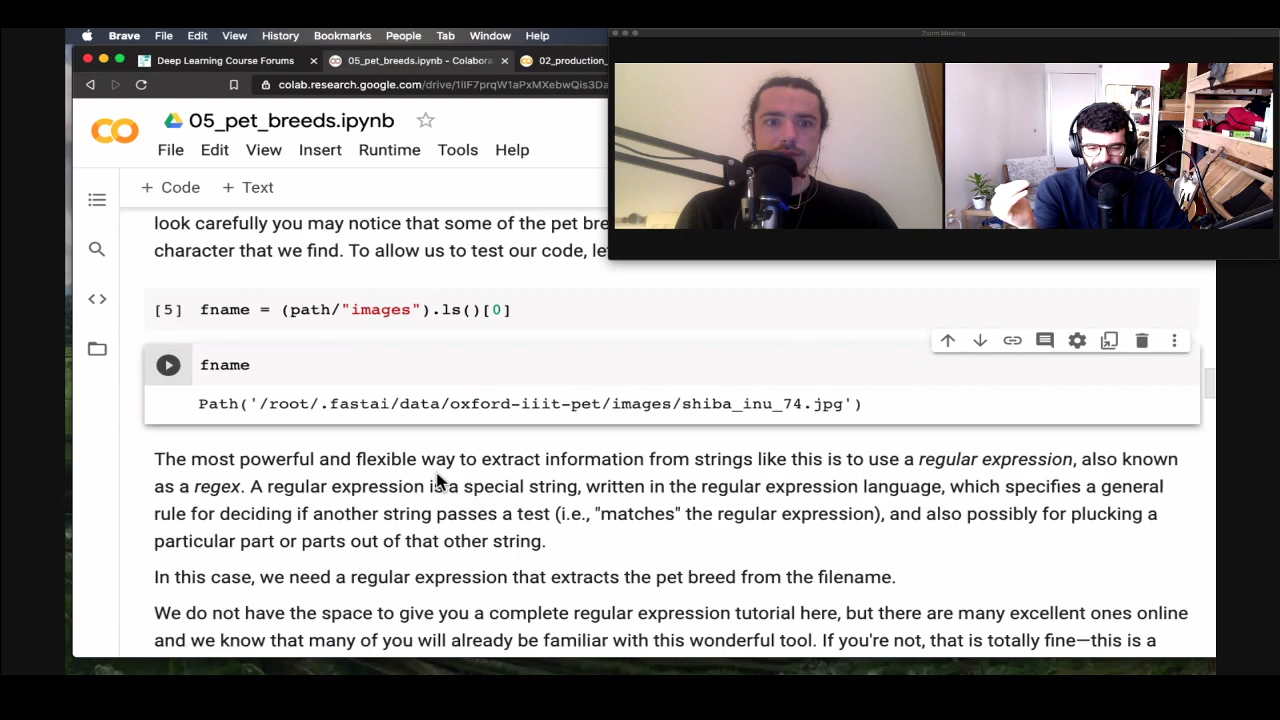 Brave File Edit View History Bookmarks People Tab Window Help
Zoom Meeting
Deep Learning Course Forums
05_pet_breeds.ipynb - Colabora
02_production_
colab.research.google.com/drive/1IIF7prqW1aPxMXebwQis3Da
05_pet_breeds.ipynb
File Edit View Insert Runtime Tools Help
+ Code + Text
look carefully you may notice that some of the pet bre
character that we find. To allow us to test our code, le
[5] fname = (path/"images").ls()[0]
fname
Path('/root/.fastai/data/oxford-iiit-pet/images/shiba_inu_74.jpg')
The most powerful and flexible way to extract information from strings like this is to use a regular expression, also known
as a regex. A regular expression is a special string, written in the regular expression language, which specifies a general
rule for deciding if another string passes a test (i.e., "matches" the regular expression), and also possibly for plucking a
particular part or parts out of that other string.
In this case, we need a regular expression that extracts the pet breed from the filename.
We do not have the space to give you a complete regular expression tutorial here, but there are many excellent ones online
and we know that many of you will already be familiar with this wonderful tool. If you're not, that is totally fine—this is a